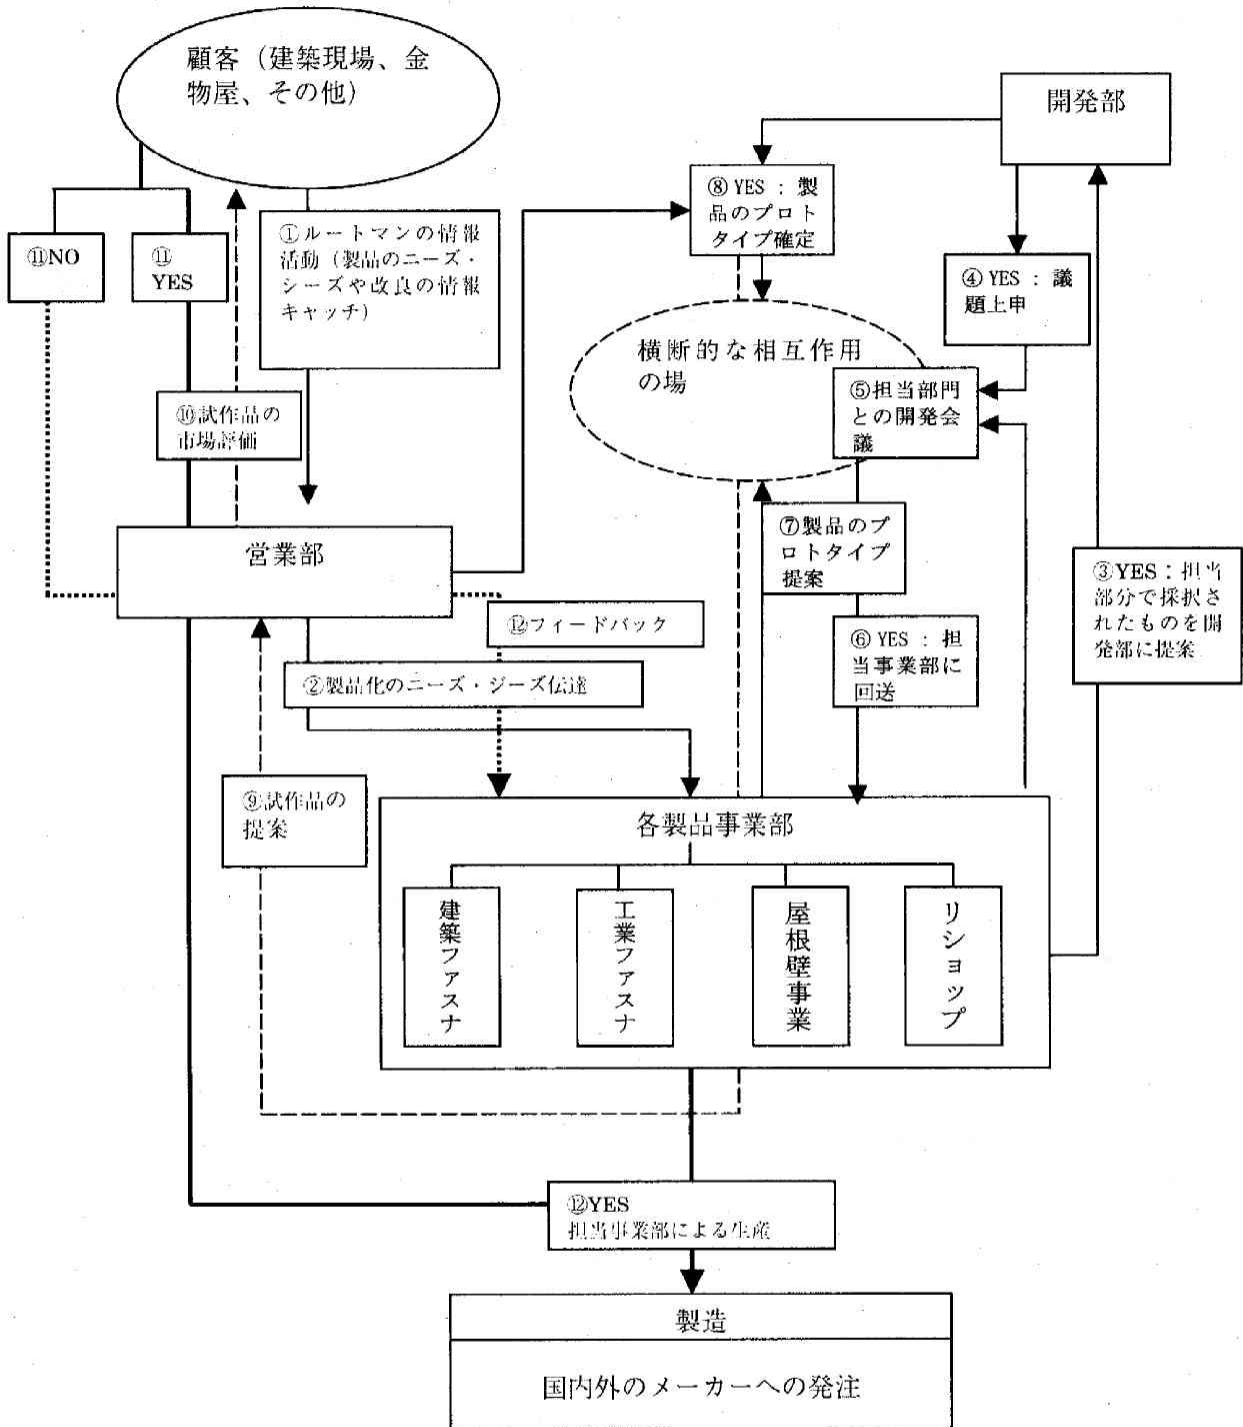 顧客（建築現場、金
物屋、その他）
開発部
⑧ YES ： 製
品のプロト
タイプ確定
①ルートマンの情報
活動（製品のニーズ・
シーズや改良の情報
キャッチ）
⑪NO
⑪
YES
④ YES ： 議
題上申
横断的な相互作用
の場
⑤担当部門
との開発会
議
⑩試作品の
市場評価
営業部
⑦製品のプ
ロトタイプ
提案
③YES：担当
部分で採択さ
れたものを開
発部に提案
⑫フィードバック
⑥ YES ： 担
当事業部に
回送
②製品化のニーズ・ジーズ伝達
⑨試作品の
提案
各製品事業部
建築ファスナ
工業ファスナ
屋根壁事業
リショップ
⑫YES
担当事業部による生産
製造
国内外のメーカーへの発注